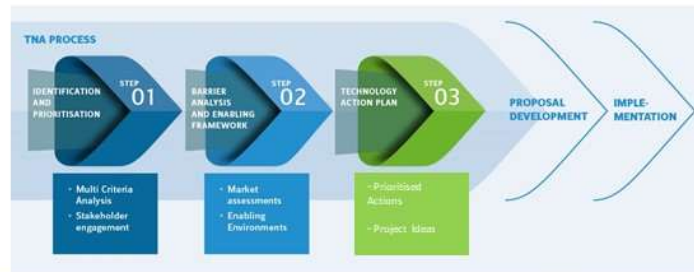 TNA PROCESS
IDENTIFICATION
AND
PRIORITISATION
STEP
01
BARRIER
ANALYSIS
AND ENABLING
FRAMEWORK
STEP
02
TECHNOLOGY
ACTION PLAN
STEP
03
PROPOSAL
DEVELOPMENT
IMPLE-
MENTATION
• Multi Criteria
Analysis
• Stakeholder
engagement
• Market
assessments
• Enabling
Environments
- Prioritised
Actions
- Project Ideas